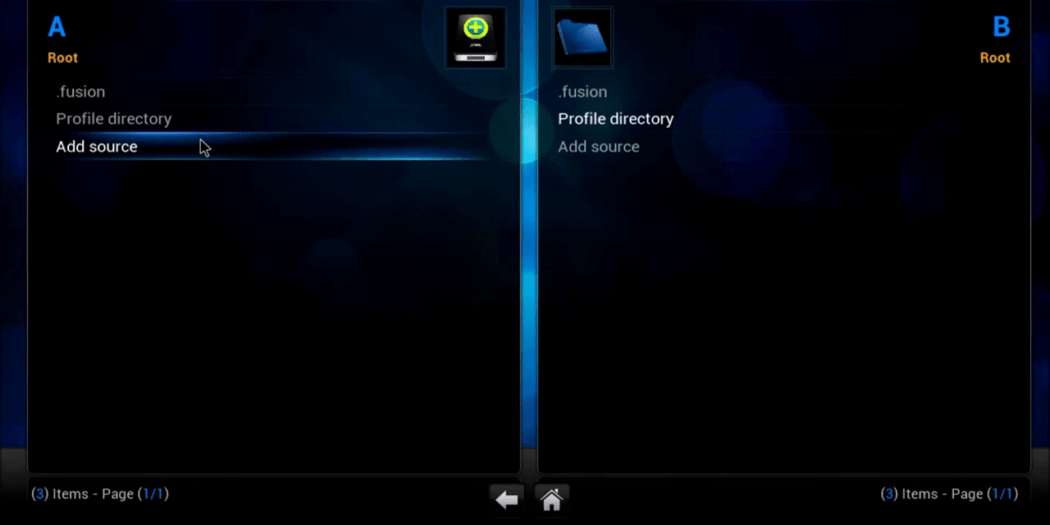 A
Root
.fusion
Profile directory
Add source
(3) Items - Page (1/1)
B
Root
.fusion
Profile directory
Add source
(3) Items - Page (1/1)